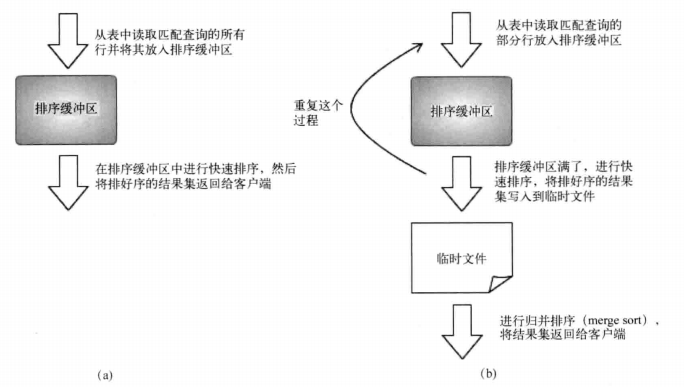 从表中读取匹配查询的所有
行并将其放入排序缓冲区
排序缓冲区
在排序缓冲区中进行快速排序，然后
将排好序的结果集返回给客户端
(a)
从表中读取匹配查询的
部分行放入排序缓冲区
重复这个
过程
排序缓冲区
排序缓冲区满了，进行快
速排序，将排好序的结果
集写入到临时文件
临时文件
进行归并排序（merge sort），
将结果集返回给客户端
(b)